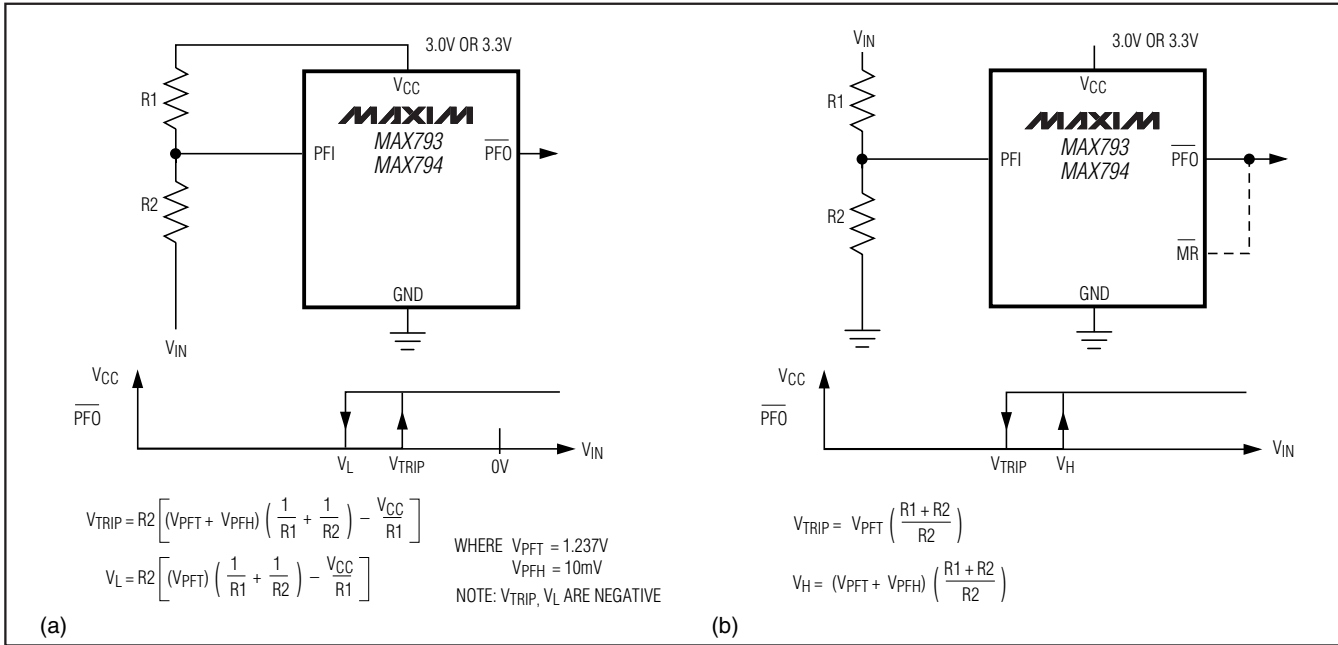 3.0V OR 3.3V
VCC
R1
MAXIM
MAX793
MAX794
PFI
PFO
R2
GND
VIN
VCC
PFO
VL
VTRIP
0V
VIN
VTRIP = R2 [ (VPFT + VPFH) ( 1/R1 + 1/R2 ) – VCC/R1 ]
VL = R2 [ (VPFT) ( 1/R1 + 1/R2 ) – VCC/R1 ]
WHERE VPFT = 1.237V
VPFH = 10mV
NOTE: VTRIP, VL ARE NEGATIVE
(a)
VIN
3.0V OR 3.3V
VCC
R1
MAXIM
MAX793
MAX794
PFI
PFO
R2
MR
GND
VCC
PFO
VTRIP
VH
VIN
VTRIP = VPFT ( R1 + R2 / R2 )
VH = (VPFT + VPFH) ( R1 + R2 / R2 )
(b)